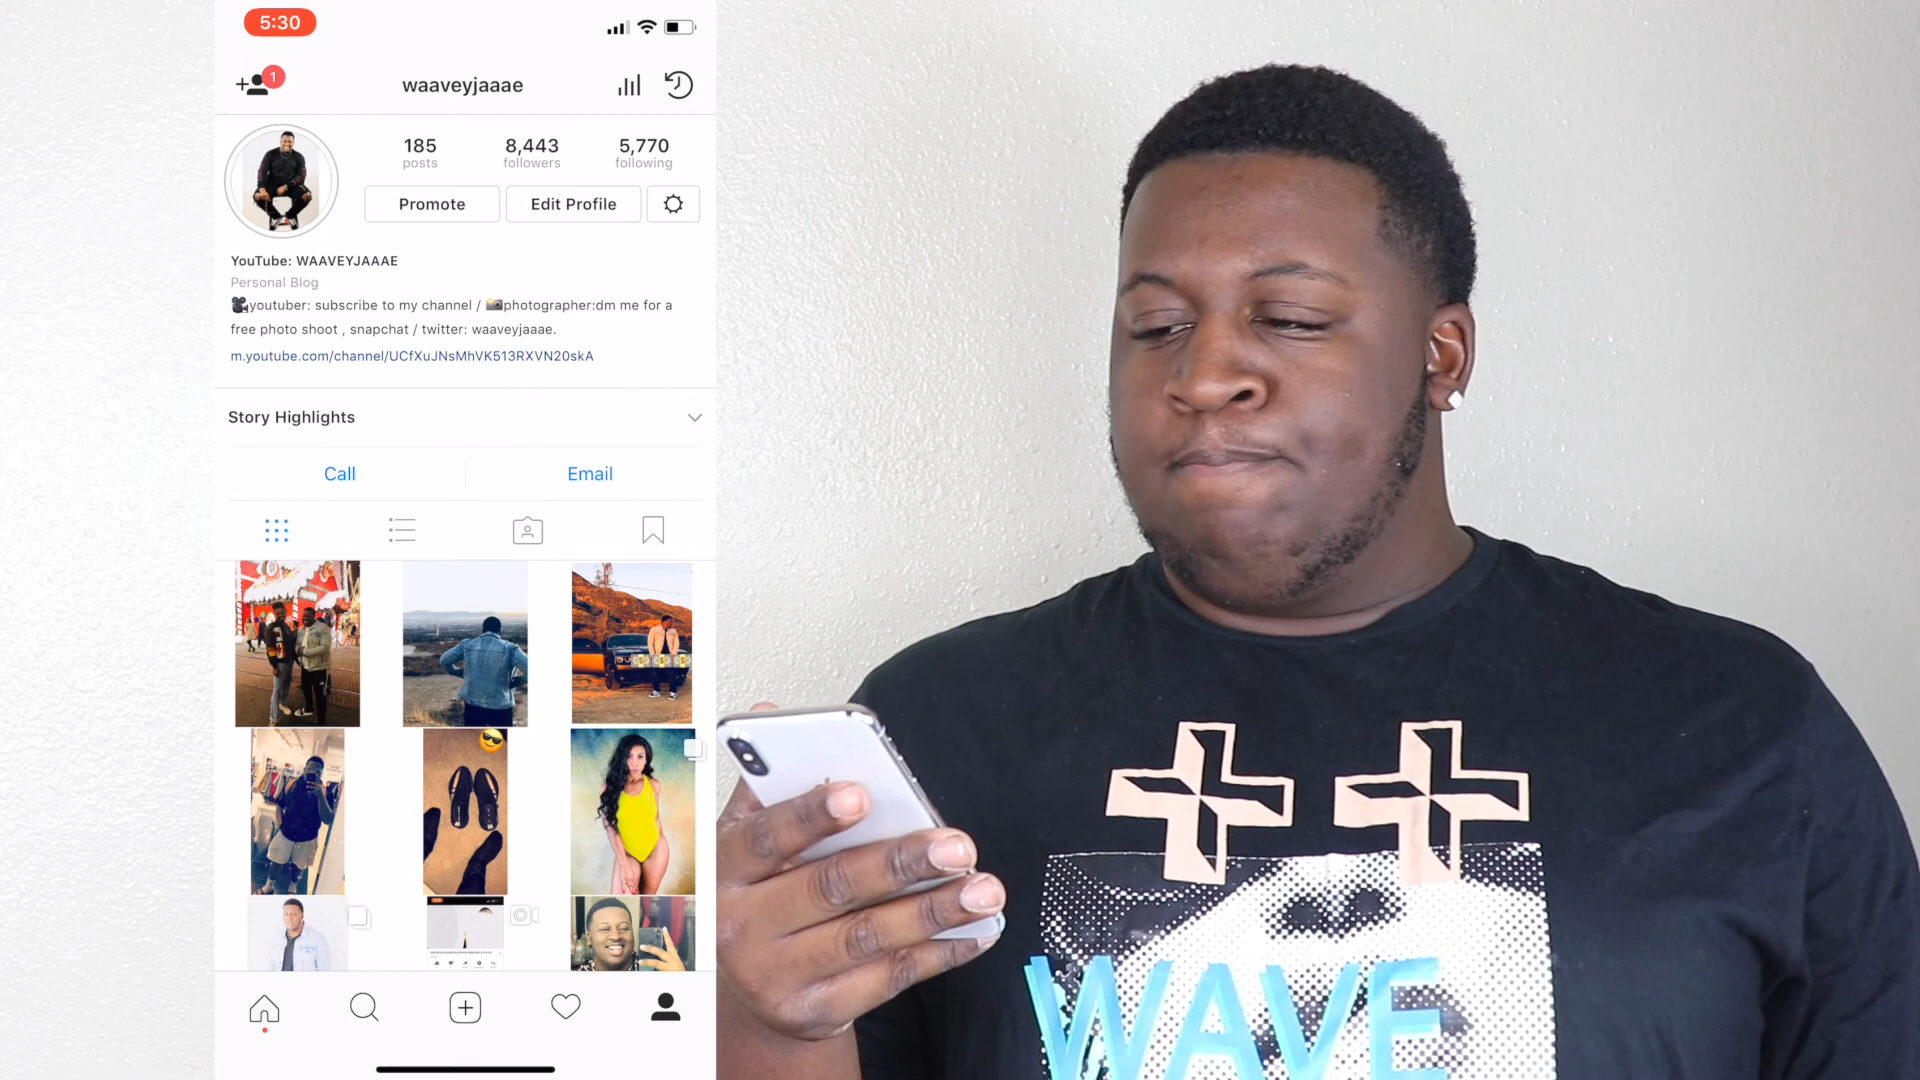 5:30
1
waaveyjaaae
185
posts
8,443
followers
5,770
following
Promote
Edit Profile
YouTube: WAAVEYJAAAE
Personal Blog
youtuber: subscribe to my channel / photographer:dm me for a
free photo shoot , snapchat / twitter: waaveyjaaae.
m.youtube.com/channel/UCfXuJNsMhVK513RXVN20skA
Story Highlights
Call
Email
WAVE